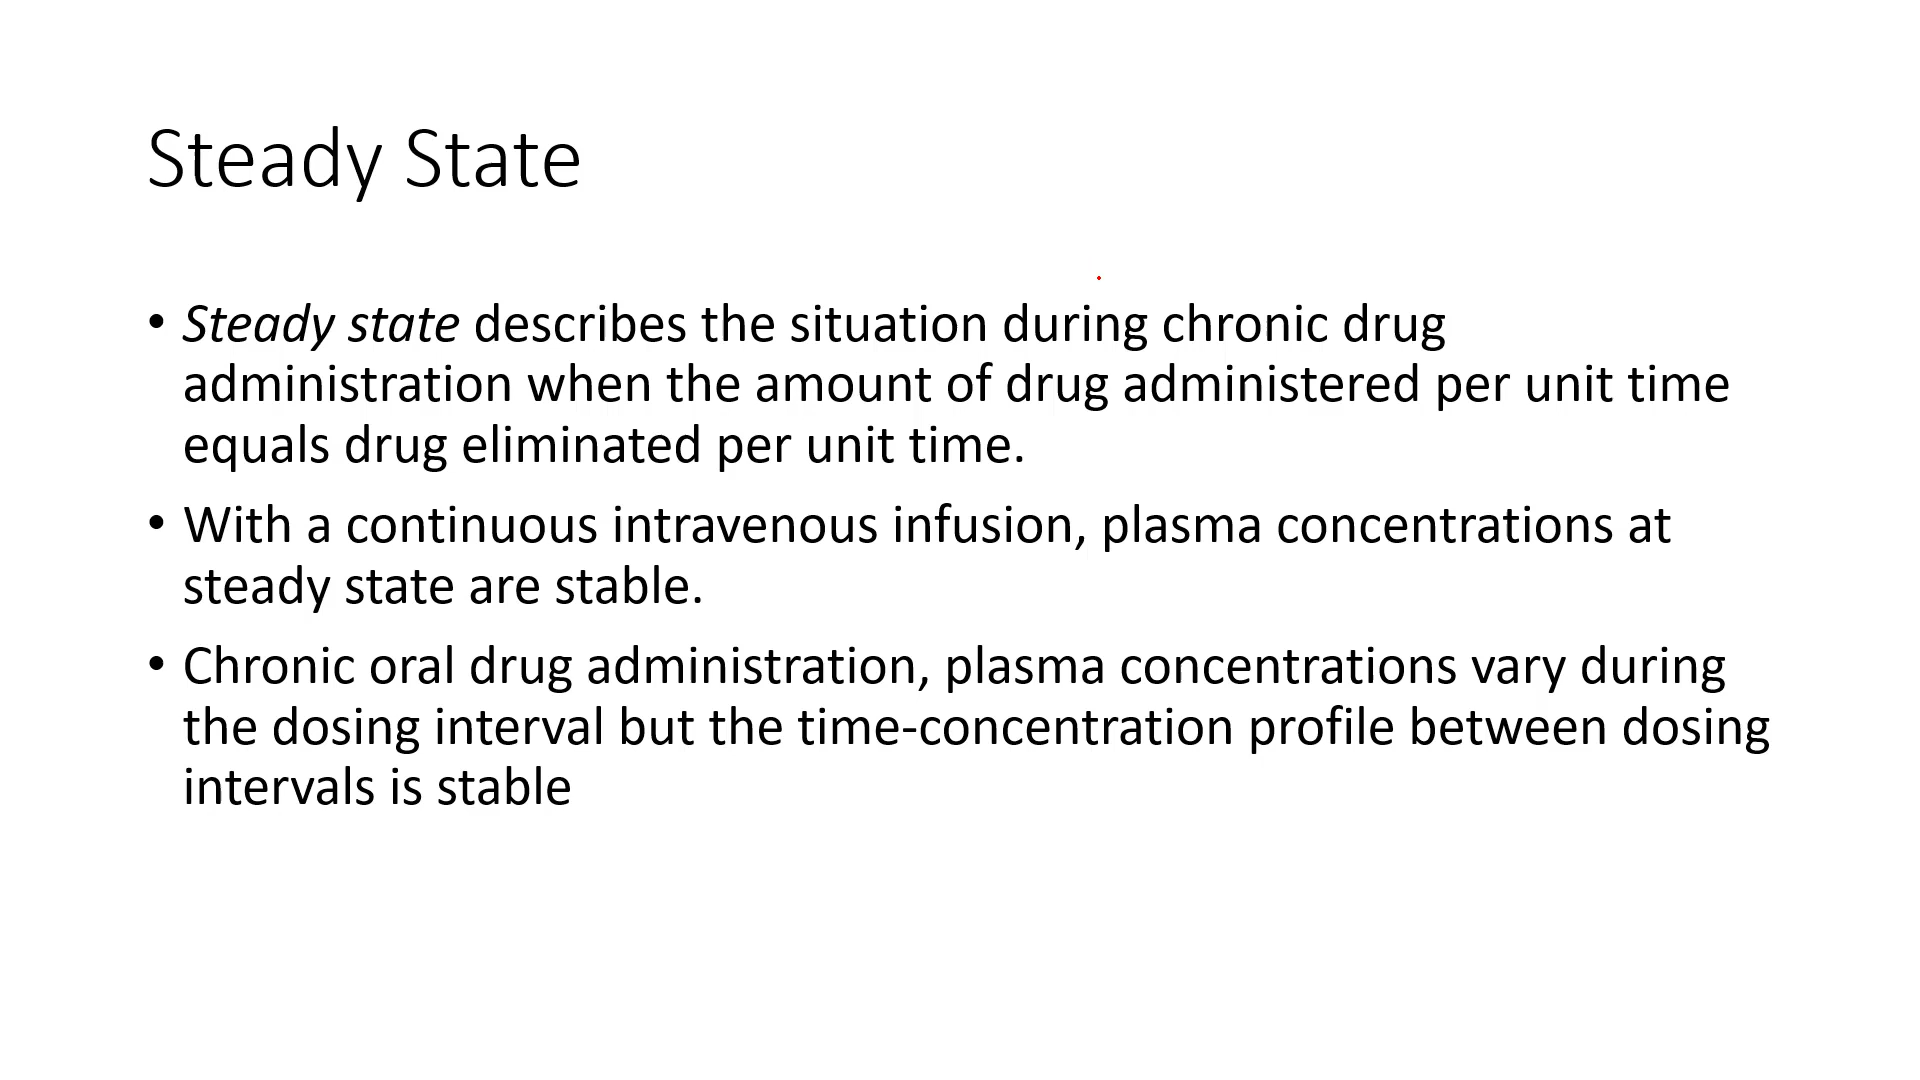 Steady State
• Steady state describes the situation during chronic drug
administration when the amount of drug administered per unit time
equals drug eliminated per unit time.
• With a continuous intravenous infusion, plasma concentrations at
steady state are stable.
• Chronic oral drug administration, plasma concentrations vary during
the dosing interval but the time-concentration profile between dosing
intervals is stable